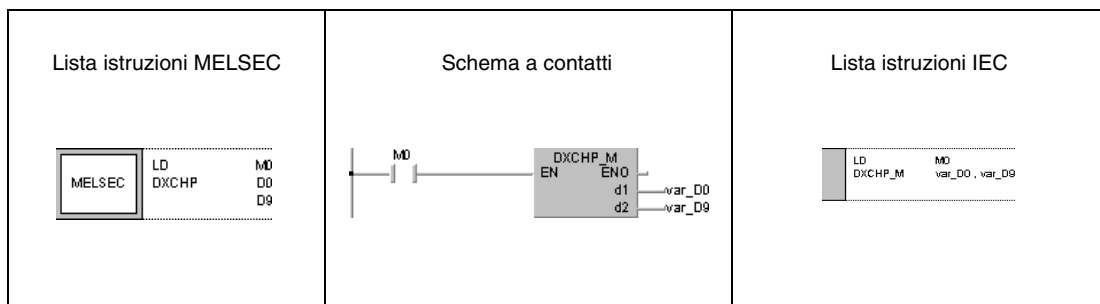 Lista istruzioni MELSEC
Schema a contatti
Lista istruzioni IEC
MELSEC
LD M0
DXCHP D0
D9
M0
DXCHP_M
EN ENO
d1 var_D0
d2 var_D9
LD M0
DXCHP_M var_D0 , var_D9